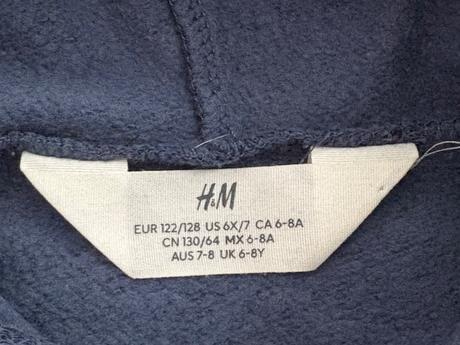 H&M
EUR 122/128 US 6X/7 CA 6-8A
CN 130/64 MX 6-8A
AUS 7-8 UK 6-8Y